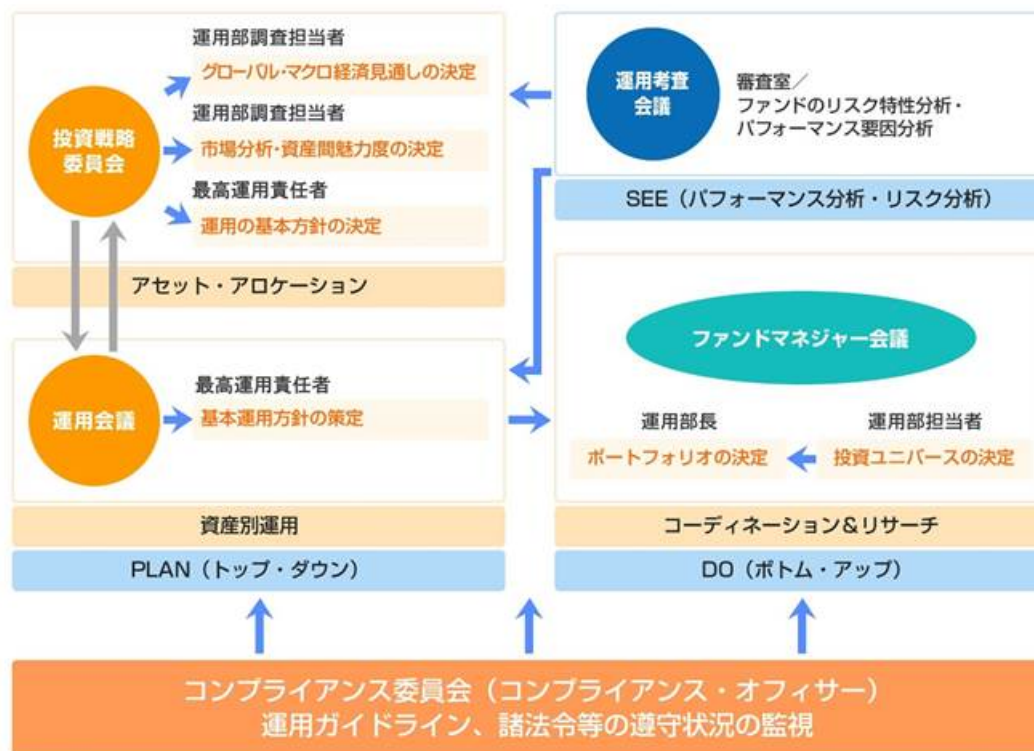 投資戦略
委員会
運用部調査担当者
グローバル・マクロ経済見通しの決定
運用部調査担当者
市場分析・資産間魅力度の決定
最高運用責任者
運用の基本方針の決定
アセット・アロケーション
運用会議
最高運用責任者
基本運用方針の策定
資産別運用
PLAN（トップ・ダウン）
運用考査
会議
審査室／
ファンドのリスク特性分析・
パフォーマンス要因分析
SEE（パフォーマンス分析・リスク分析）
ファンドマネジャー会議
運用部長
ポートフォリオの決定
運用部担当者
投資ユニバースの決定
コーディネーション＆リサーチ
DO（ボトム・アップ）
コンプライアンス委員会（コンプライアンス・オフィサー）
運用ガイドライン、諸法令等の遵守状況の監視